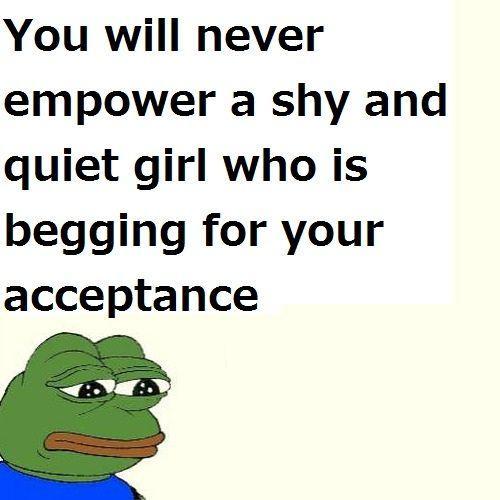 You will never
empower a shy and
quiet girl who is
begging for your
acceptance